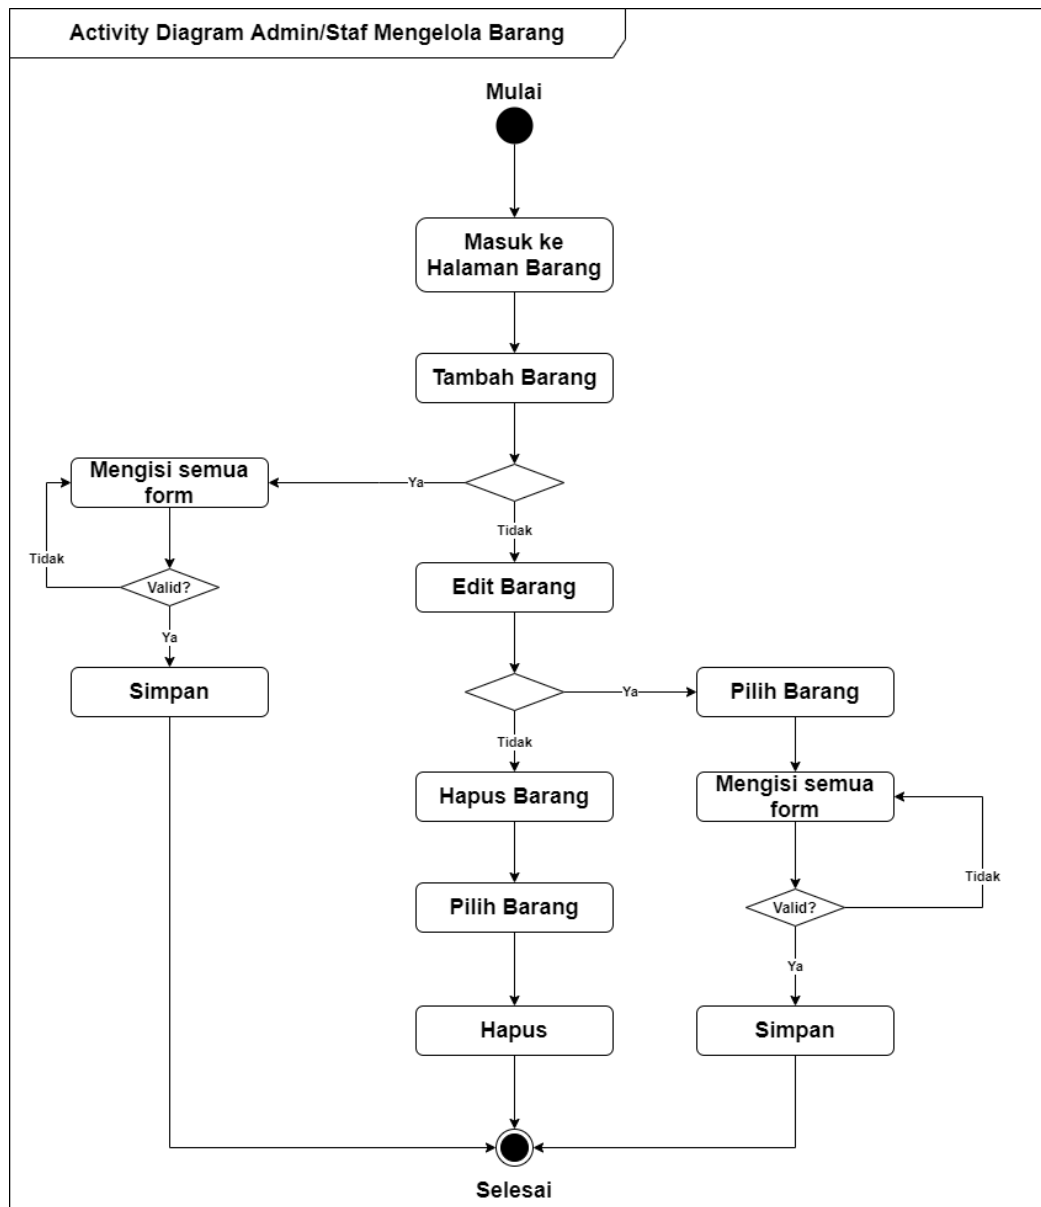 Activity Diagram Admin/Staf Mengelola Barang
Mulai
Masuk ke
Halaman Barang
Tambah Barang
Ya
Mengisi semua
form
Tidak
Valid?
Ya
Simpan
Tidak
Edit Barang
Ya
Pilih Barang
Mengisi semua
form
Tidak
Valid?
Ya
Simpan
Tidak
Hapus Barang
Pilih Barang
Hapus
Selesai